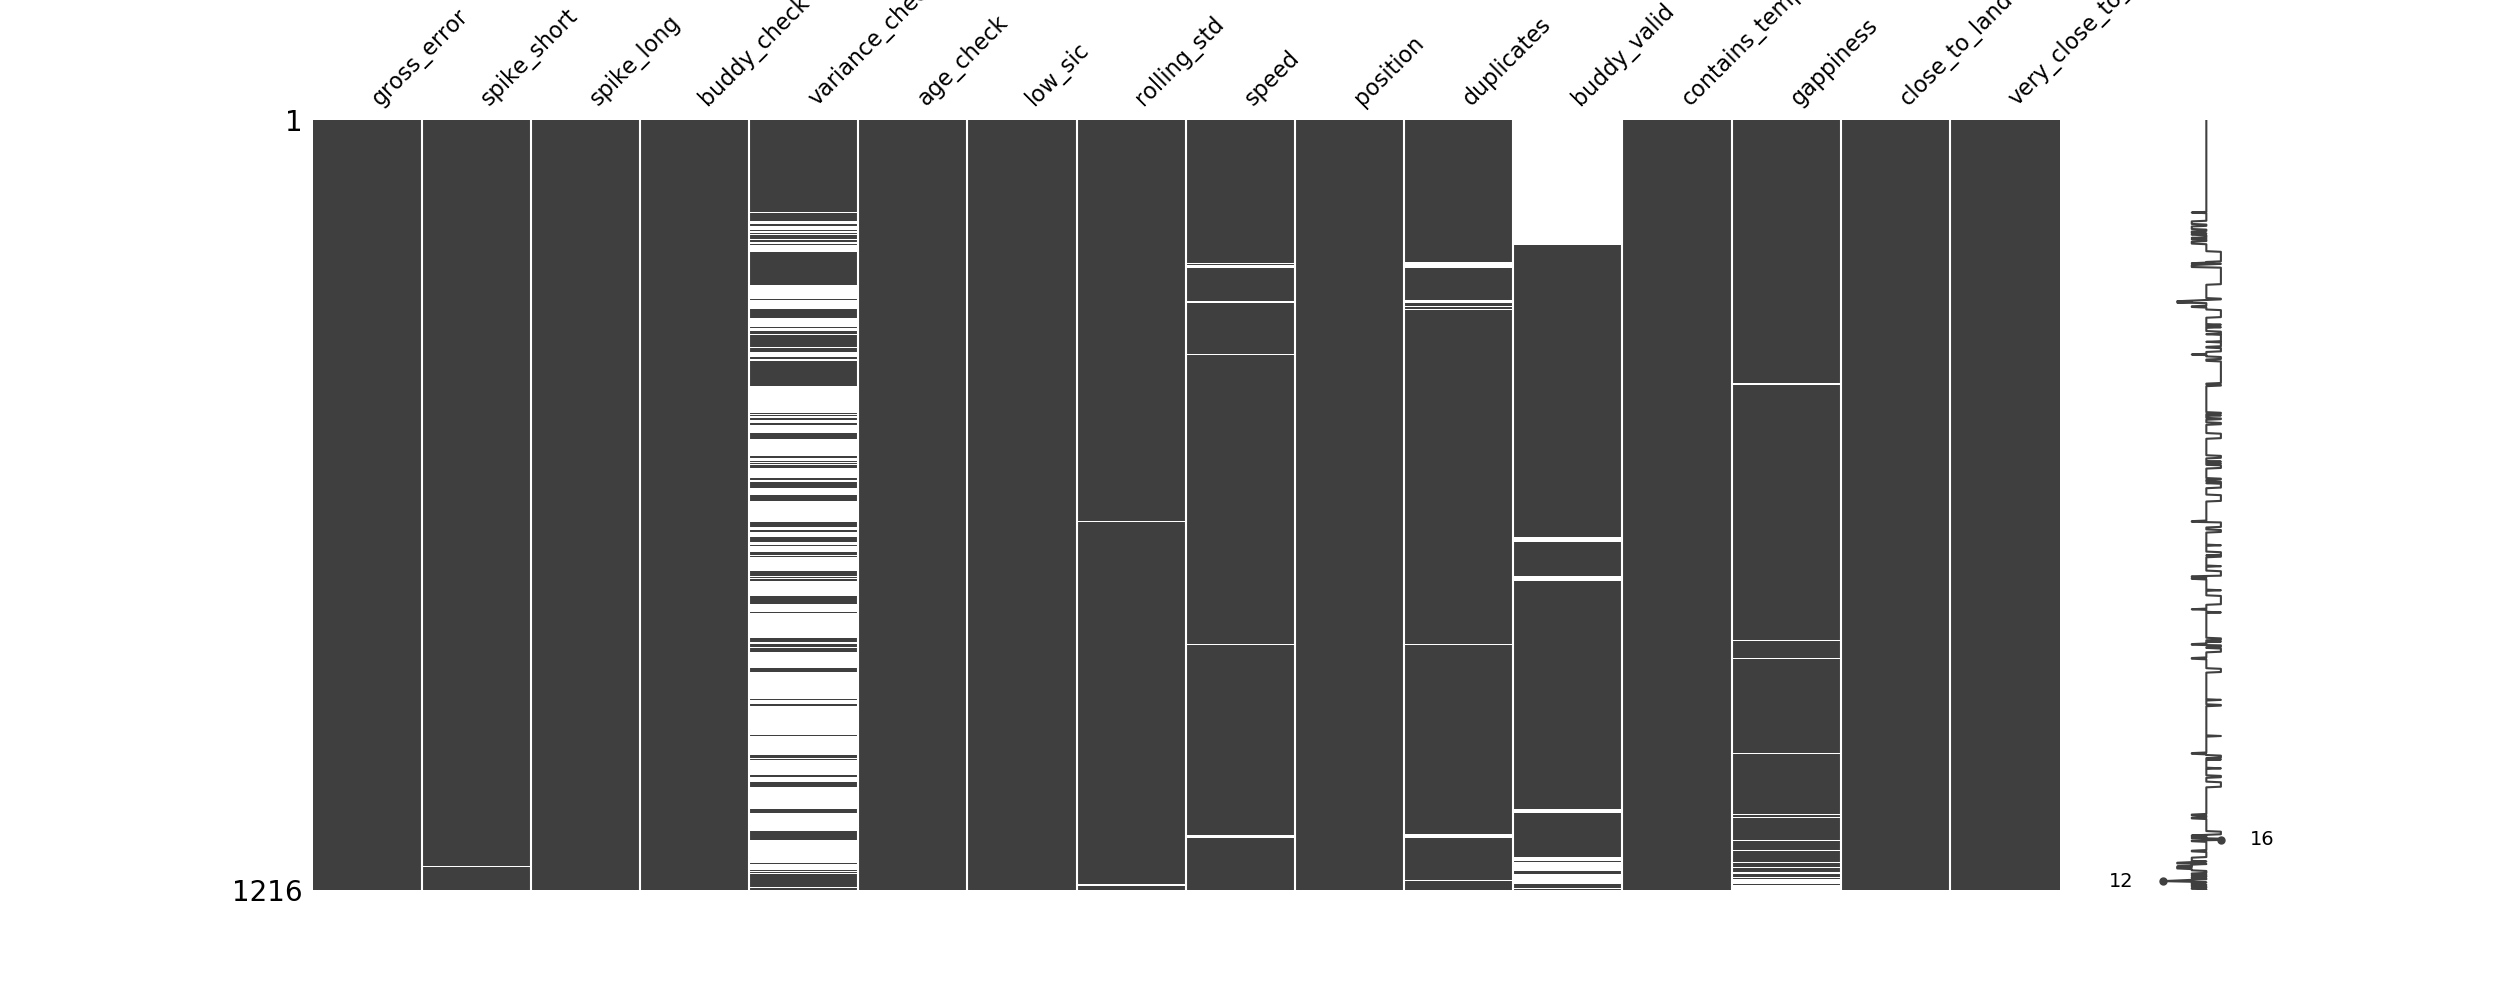 gross_error
spike_short
spike_long
buddy_check
age_check
low_sic
rolling_std
speed
position
duplicates
buddy_valid
gappiness
close_to_land
1
1216
16
12